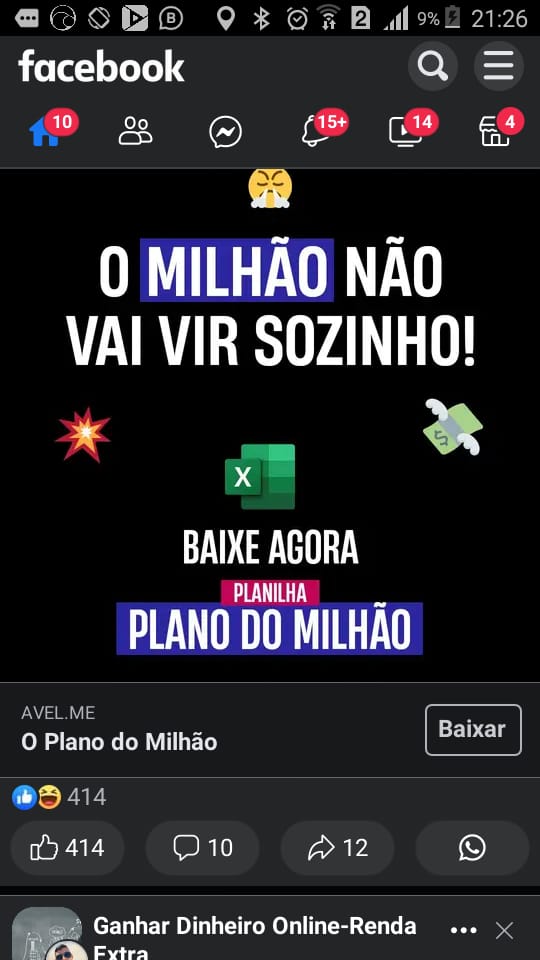 9% 21:26
facebook
10 15+ 14 4
O MILHÃO NÃO
VAI VIR SOZINHO!
X
BAIXE AGORA
PLANILHA
PLANO DO MILHÃO
AVEL.ME
O Plano do Milhão
Baixar
414
414 10 12
Ganhar Dinheiro Online-Renda
Extra